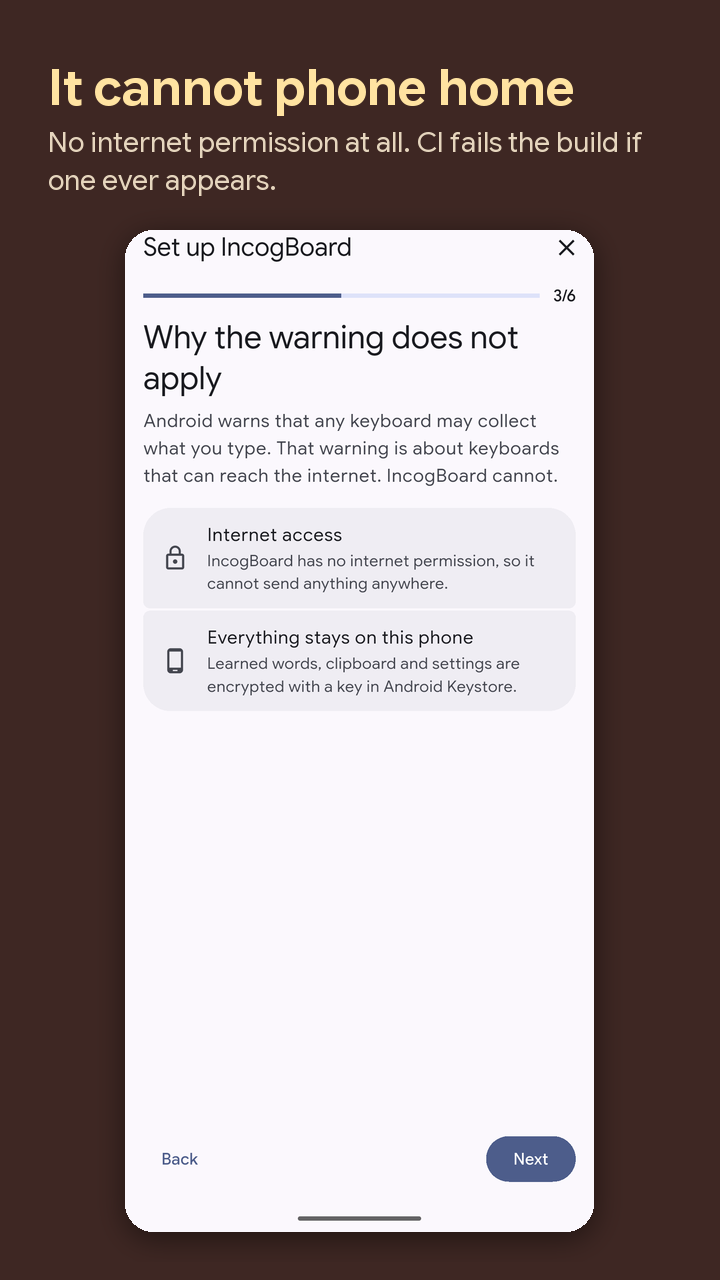 It cannot phone home
No internet permission at all. CI fails the build if
one ever appears.
Set up IncogBoard
3/6
Why the warning does not
apply
Android warns that any keyboard may collect
what you type. That warning is about keyboards
that can reach the internet. IncogBoard cannot.
Internet access
IncogBoard has no internet permission, so it
cannot send anything anywhere.
Everything stays on this phone
Learned words, clipboard and settings are
encrypted with a key in Android Keystore.
Back
Next